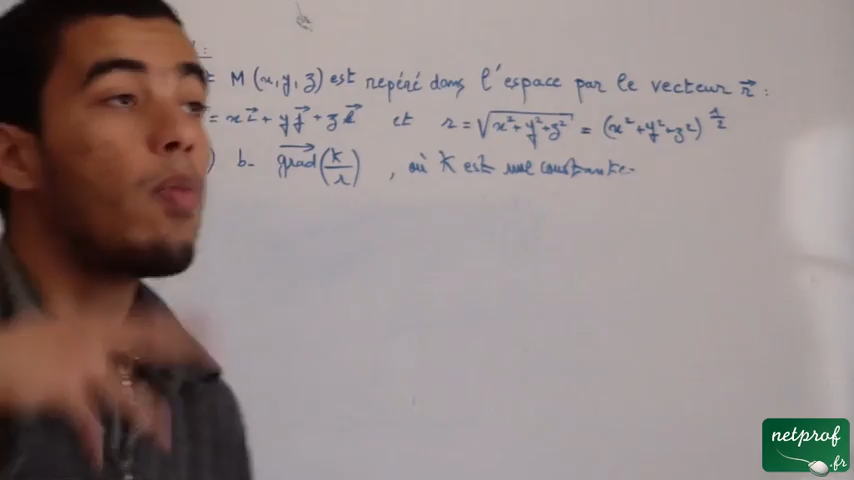 M (x, y, z) est repéré dans l'espace par le vecteur r⃗ :
= x i⃗ + y j⃗ + z k⃗ et r = √(x² + y² + z²) = (x² + y² + z²)^(1/2)
) b- grad⃗ (K/r) , où K est une constante.
netprof
.fr